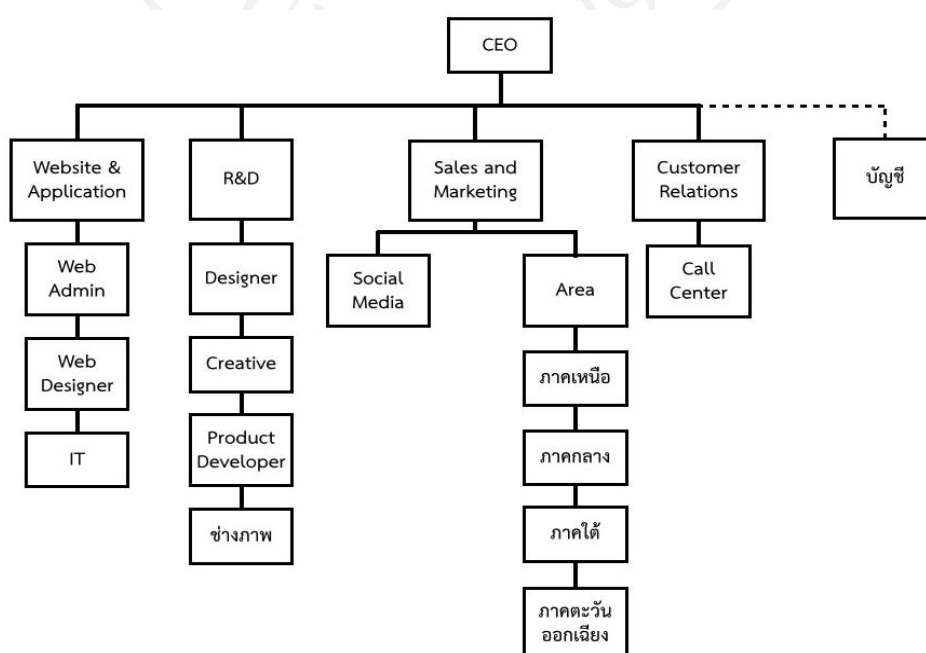 CEO
Website &
Application
R&D
Sales and
Marketing
Customer
Relations
บัญชี
Web
Admin
Designer
Social
Media
Area
Call
Center
Web
Designer
Creative
ภาคเหนือ
IT
Product
Developer
ภาคกลาง
ช่างภาพ
ภาคใต้
ภาคตะวัน
ออกเฉียง